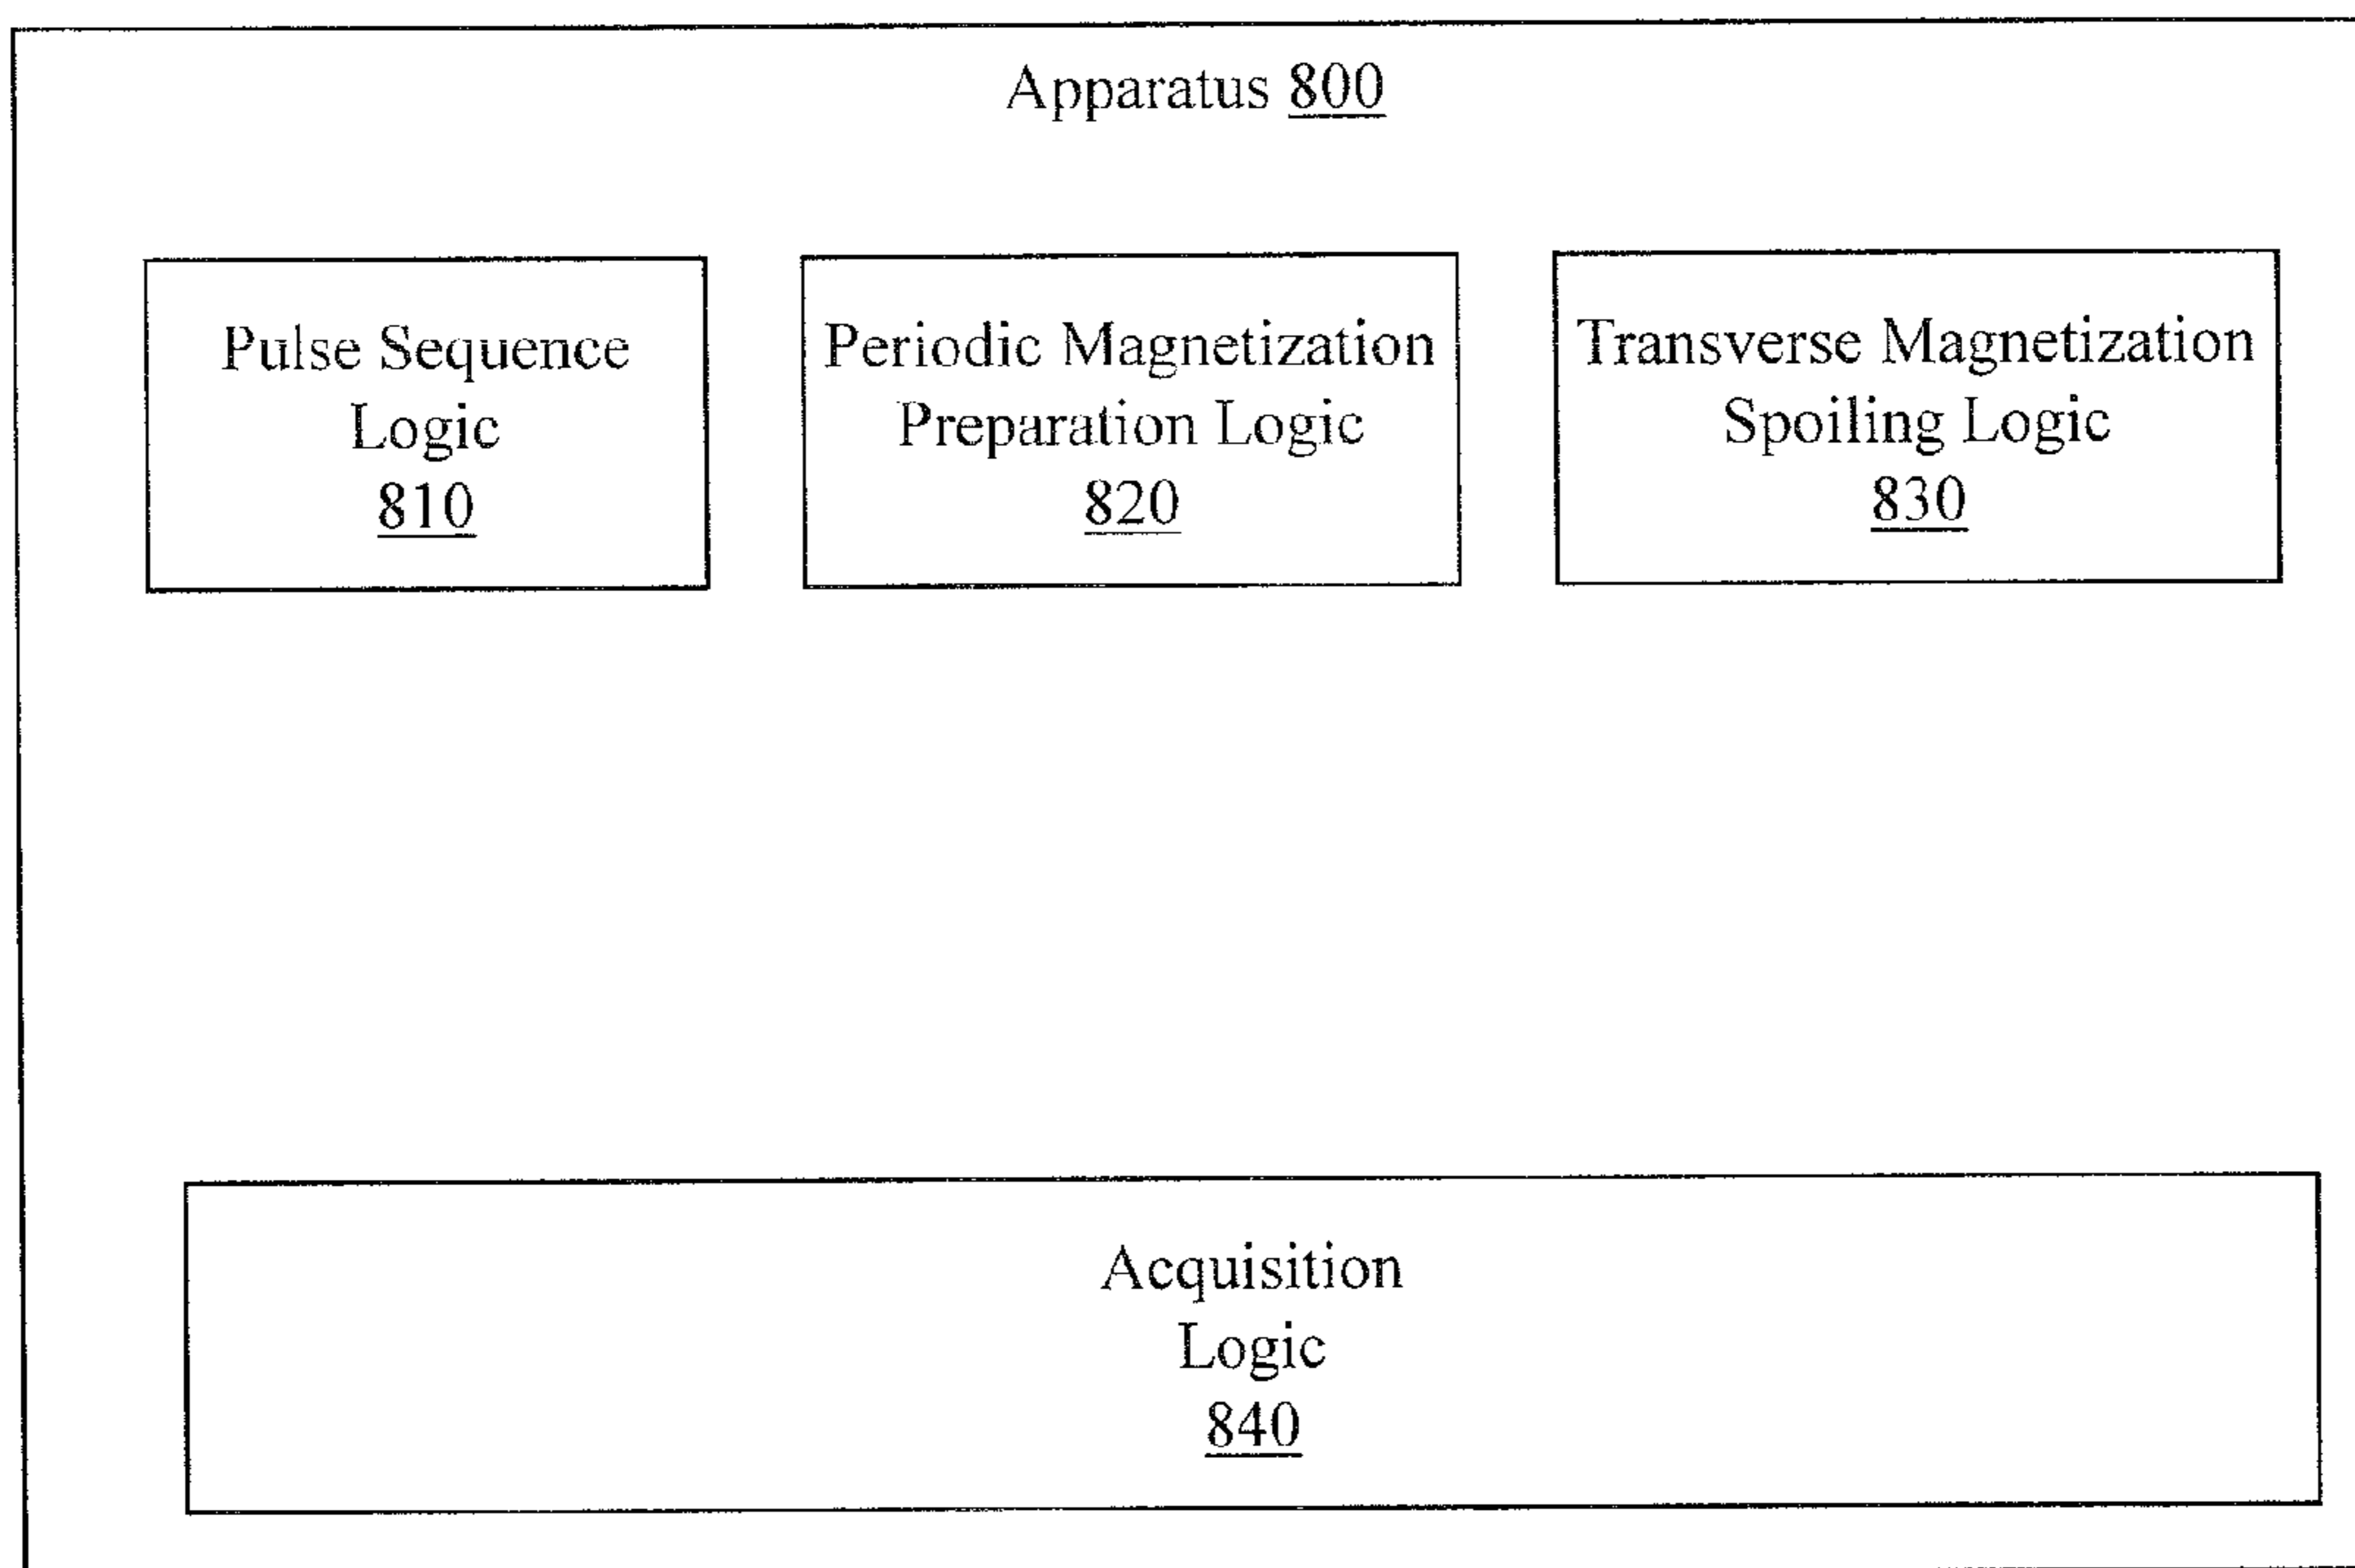 Apparatus 800
Pulse Sequence
Logic
810
Periodic Magnetization
Preparation Logic
820
Transverse Magnetization
Spoiling Logic
830
Acquisition
Logic
840